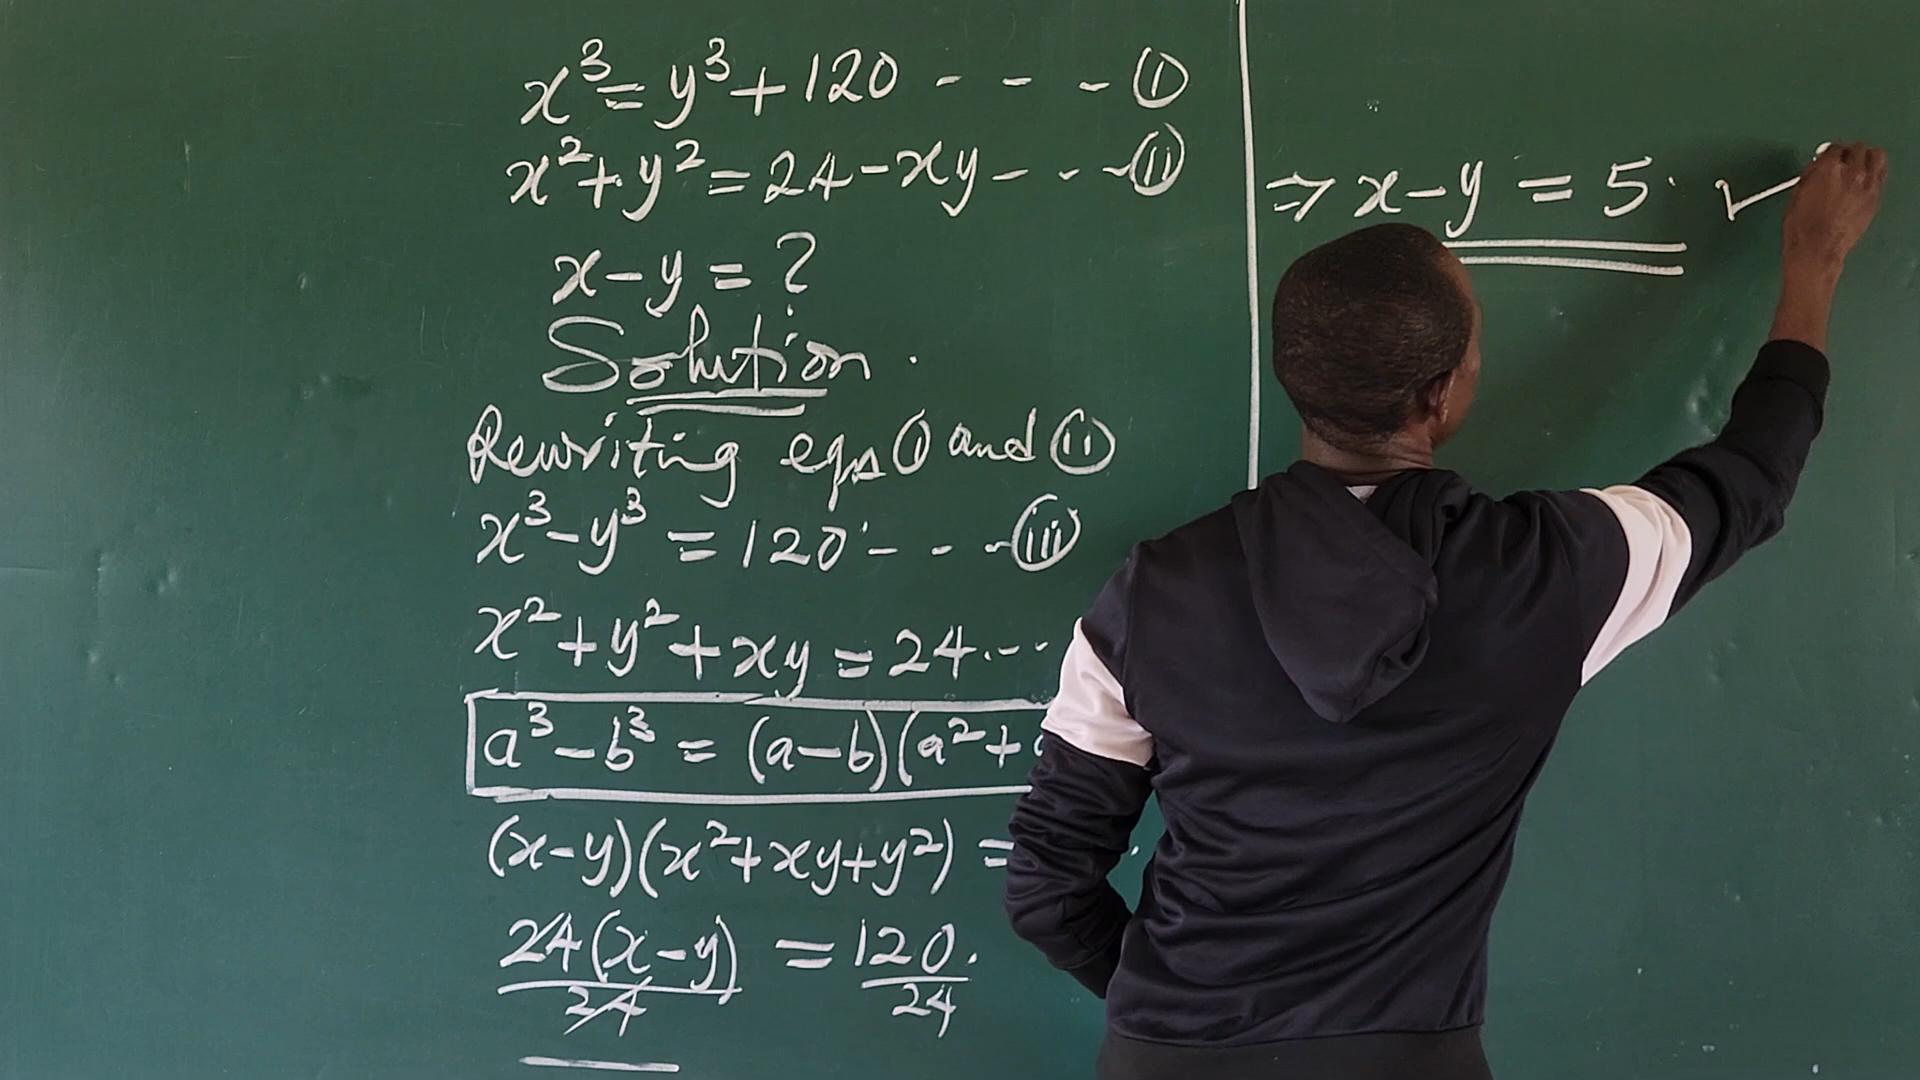 x³ = y³ + 120 - - - (i)
x² + y² = 24 - xy - - - (ii)
x - y = ?
Solution.
Rewriting eqns (i) and (ii)
x³ - y³ = 120 - - - (iii)
x² + y² + xy = 24 - - -
a³ - b³ = (a - b)(a² +
(x - y)(x² + xy + y²) =
24(x - y)/24 = 120/24
⇒ x - y = 5. ✓